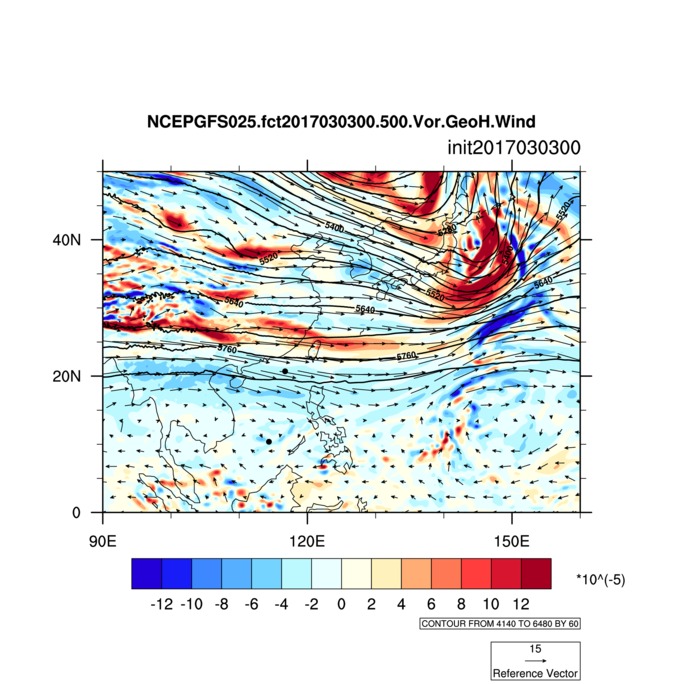 NCEPGFS025.fct2017030300.500.Vor.GeoH.Wind
init2017030300
40N
20N
0
90E 120E 150E
5400
5280
5520
5520
5520
5640
5640
5640
5760
5760
-12 -10 -8 -6 -4 -2 0 2 4 6 8 10 12
*10^(-5)
CONTOUR FROM 4140 TO 6480 BY 60
15
Reference Vector